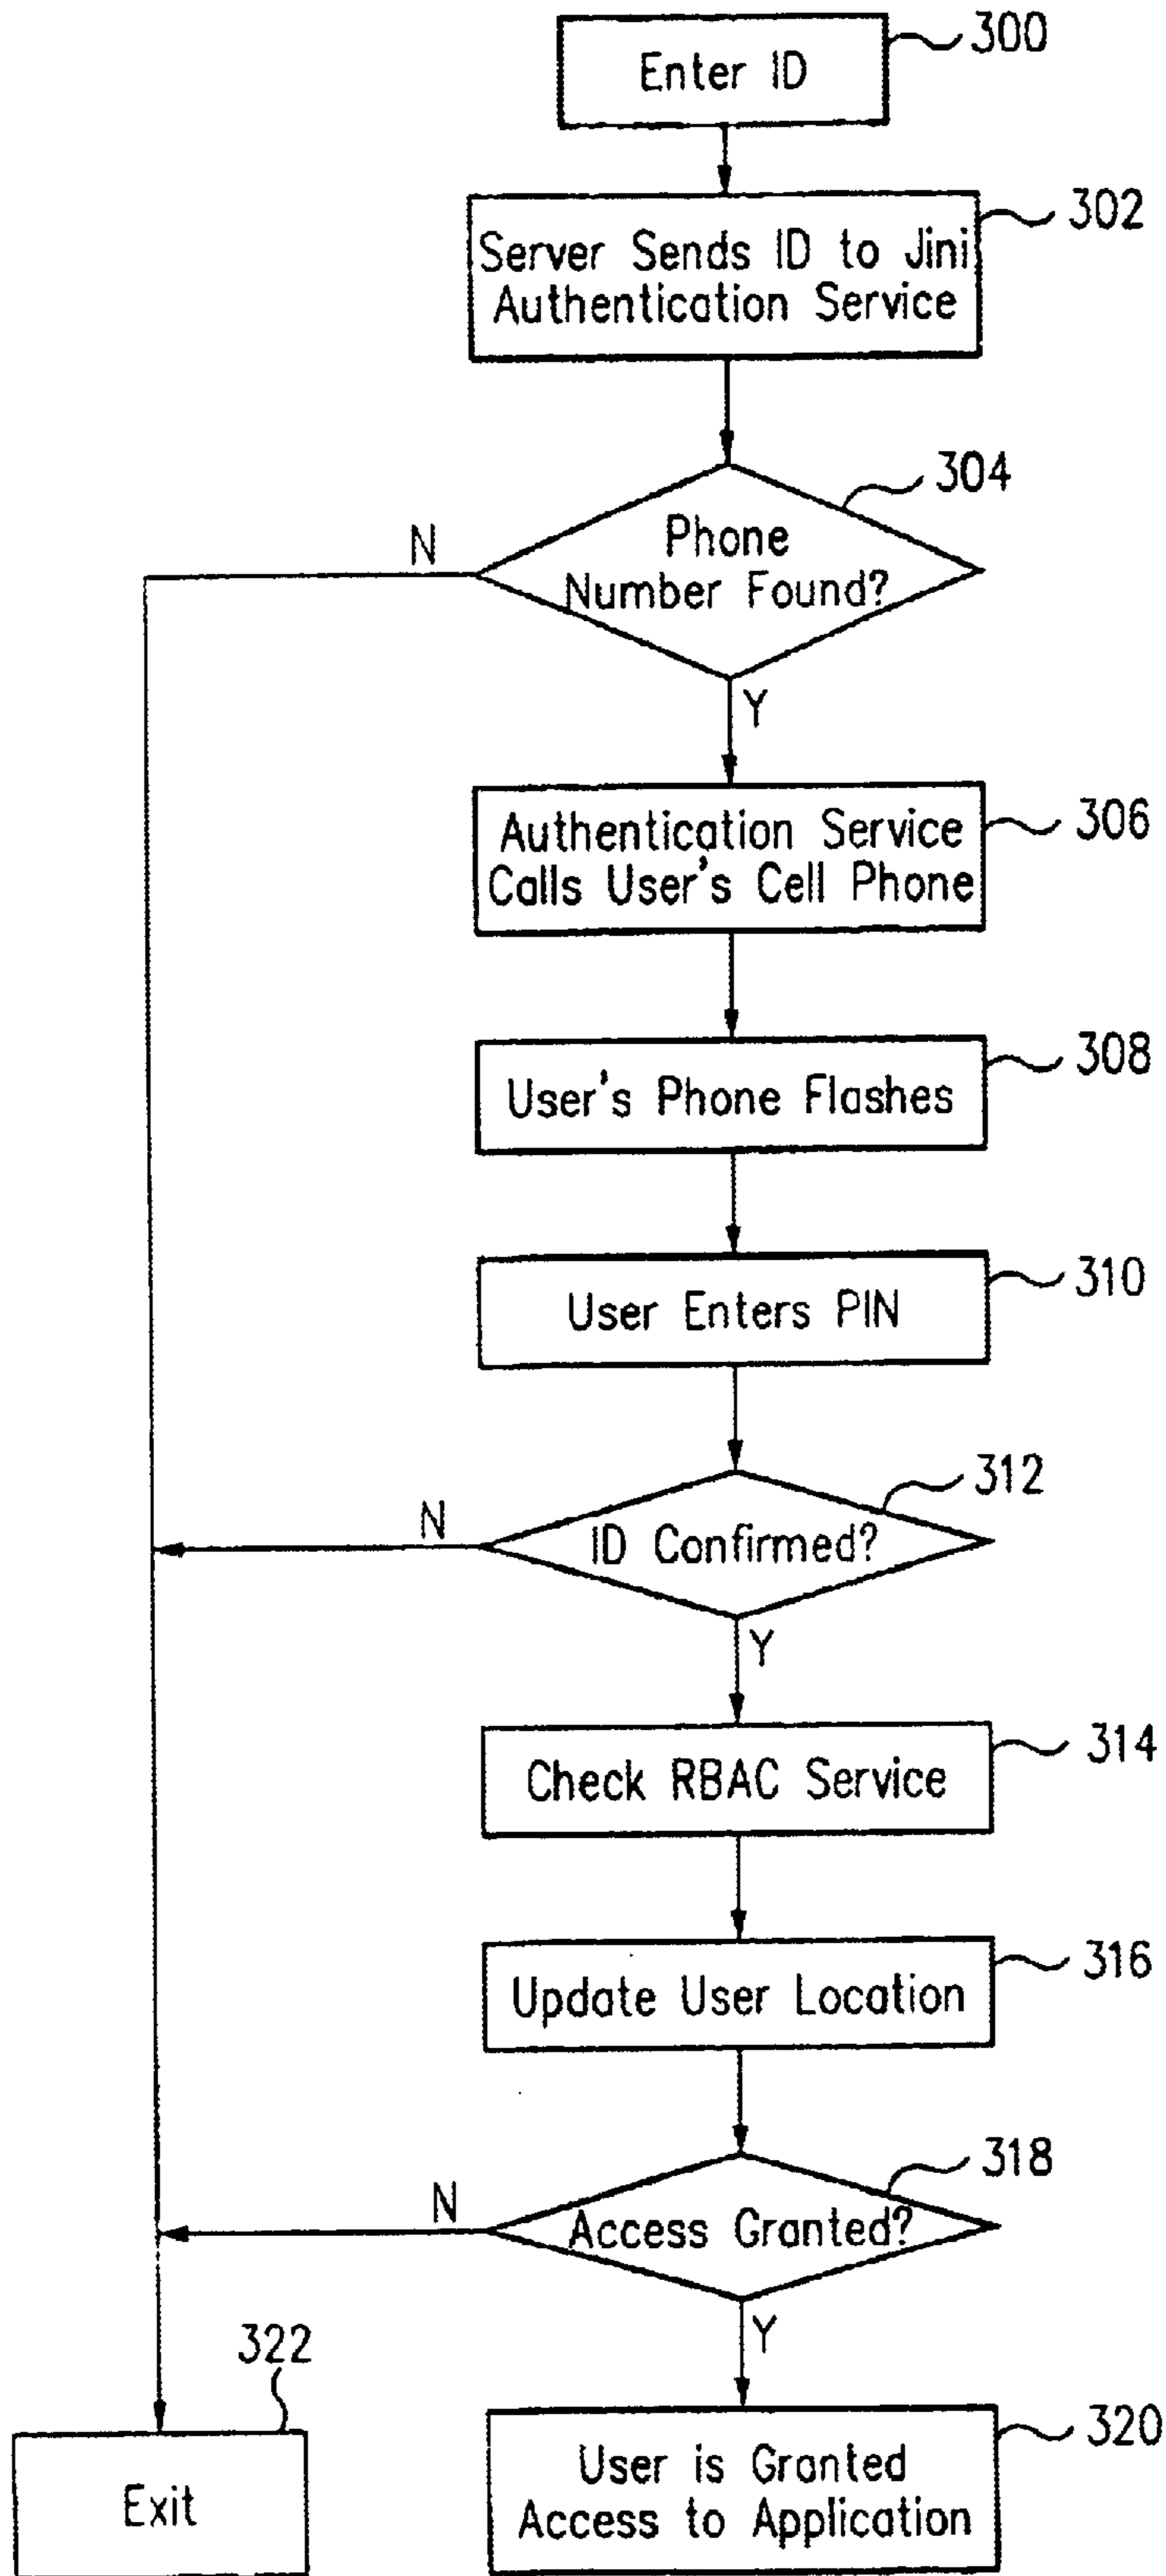 300
Enter ID
302
Server Sends ID to Jini
Authentication Service
304
Phone
Number Found?
N
Y
306
Authentication Service
Calls User's Cell Phone
308
User's Phone Flashes
310
User Enters PIN
312
ID Confirmed?
N
Y
314
Check RBAC Service
316
Update User Location
318
Access Granted?
N
Y
322
Exit
320
User is Granted
Access to Application